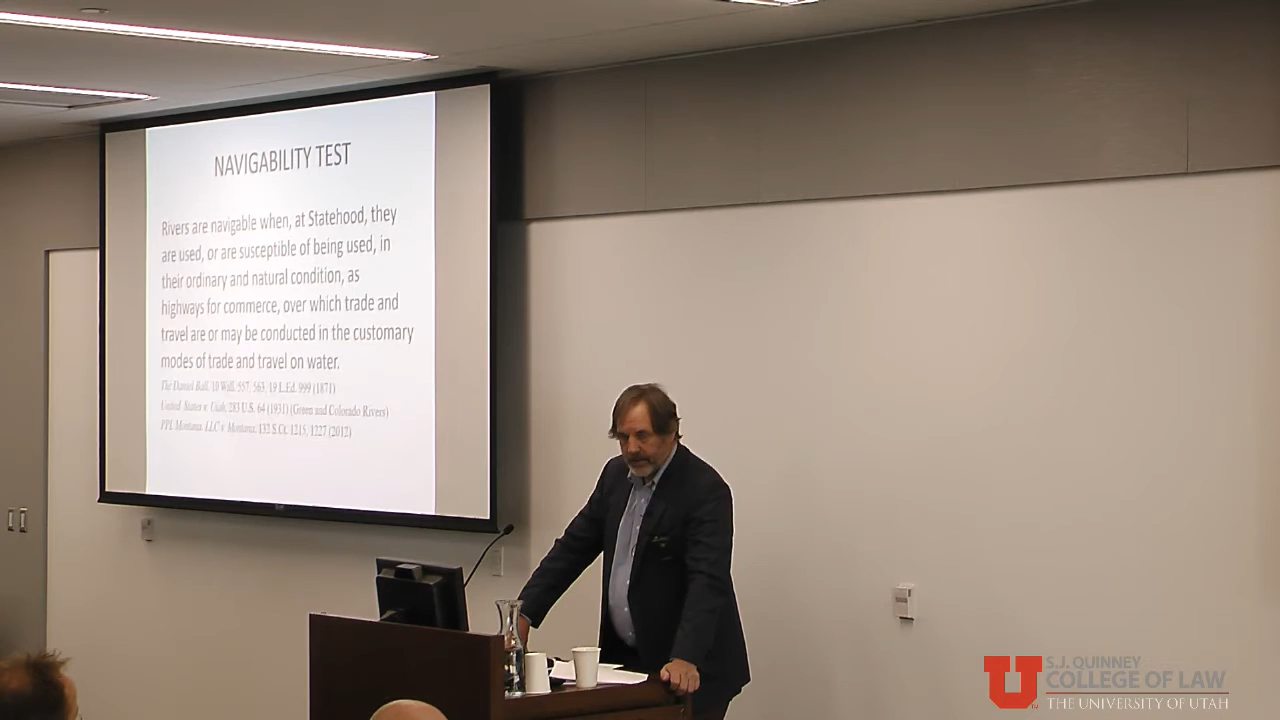 NAVIGABILITY TEST
Rivers are navigable when, at Statehood, they
are used, or are susceptible of being used, in
their ordinary and natural condition, as
highways for commerce, over which trade and
travel are or may be conducted in the customary
modes of trade and travel on water.
The Daniel Ball, 10 Wall. 557, 563, 19 L.Ed. 999 (1871)
United States v. Utah, 283 U.S. 64 (1931) (Green and Colorado Rivers)
PPL Montana, LLC v. Montana, 132 S.Ct. 1215, 1227 (2012)
U
S.J. QUINNEY
COLLEGE OF LAW
THE UNIVERSITY OF UTAH